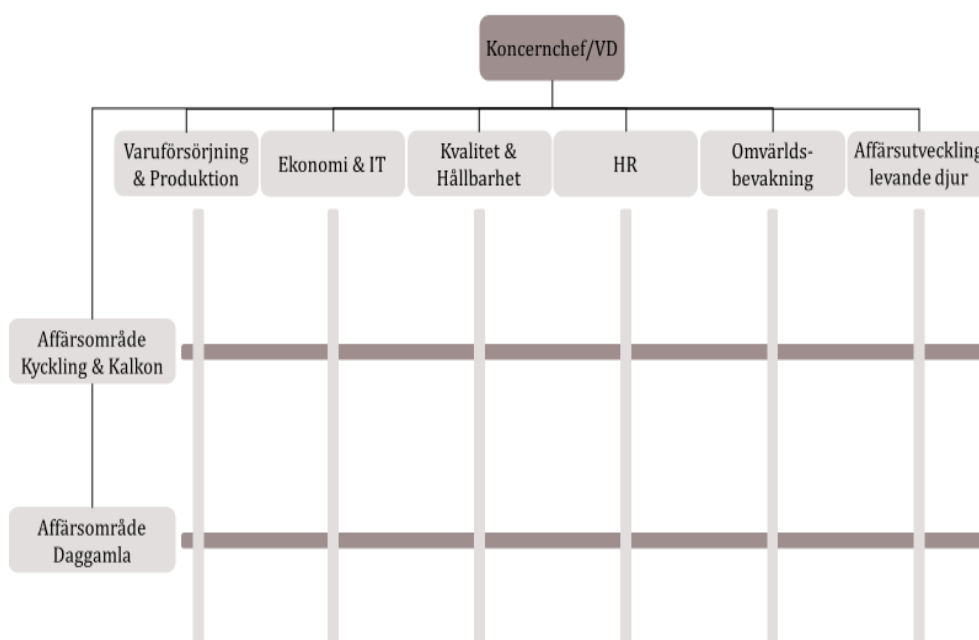 Koncernchef/VD
Varuförsörjning
& Produktion
Ekonomi & IT
Kvalitet &
Hållbarhet
HR
Omvärlds-
bevakning
Affärsutveckling
levande djur
Affärsområde
Kyckling & Kalkon
Affärsområde
Daggamla